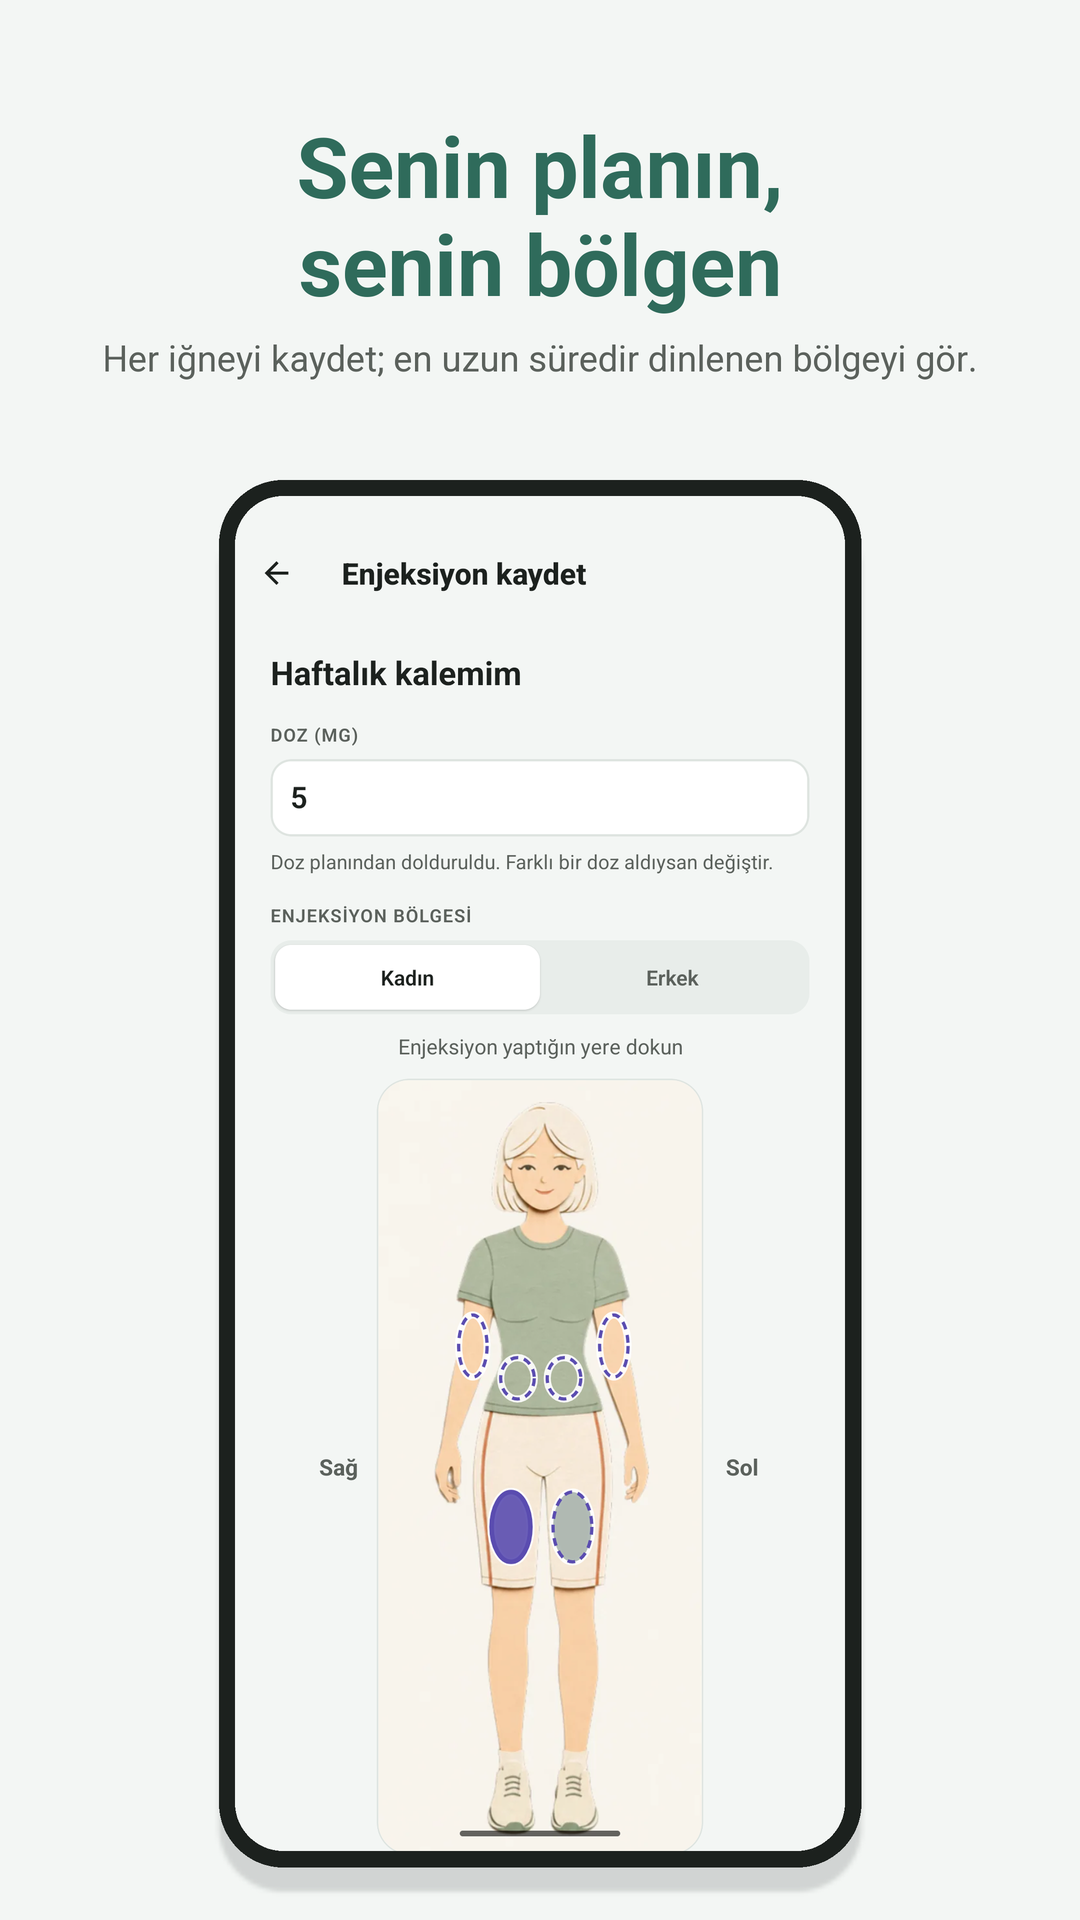 Senin planın,
senin bölgen
Her iğneyi kaydet; en uzun süredir dinlenen bölgeyi gör.
Enjeksiyon kaydet
Haftalık kalemim
DOZ (MG)
5
Doz planından dolduruldu. Farklı bir doz aldıysan değiştir.
ENJEKSİYON BÖLGESİ
Kadın
Erkek
Enjeksiyon yaptığın yere dokun
Sağ
Sol